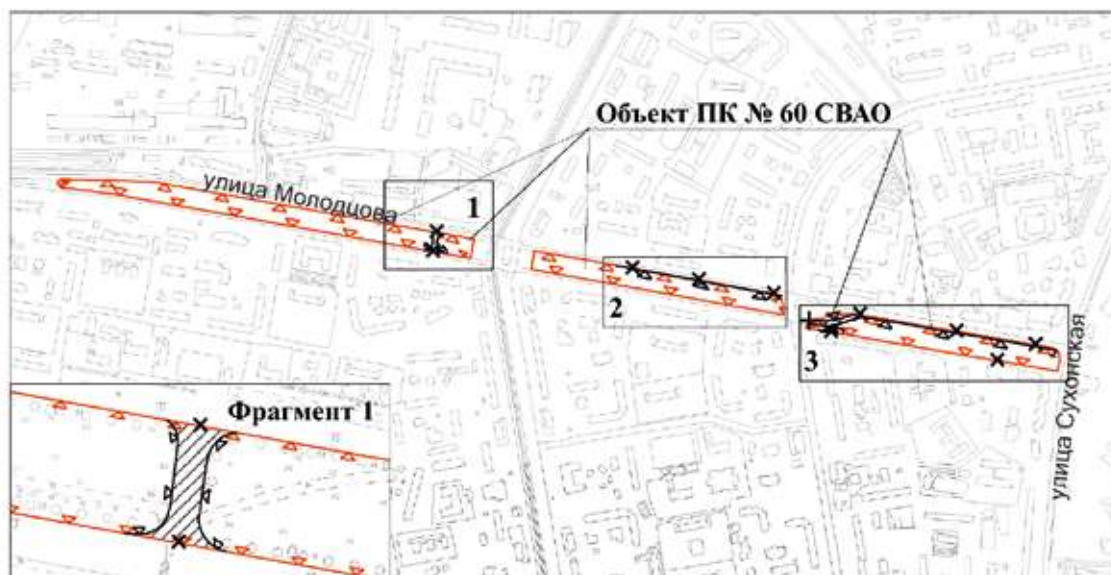 Объект ПК № 60 СВАО
улица Молодцова
1
2
3
улица Сухонская
Фрагмент 1